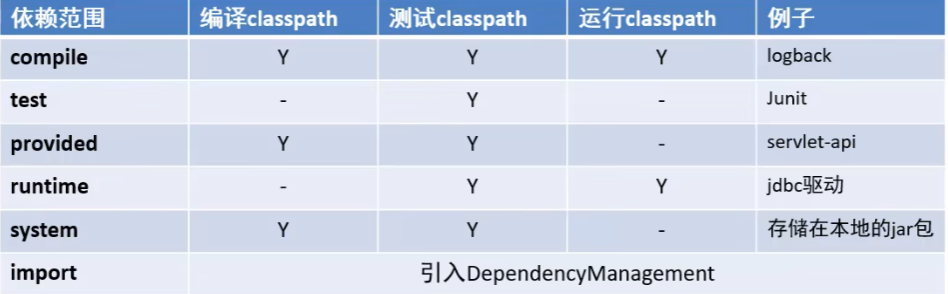 依赖范围 编译classpath 测试classpath 运行classpath 例子
compile Y Y Y logback
test - Y - Junit
provided Y Y - servlet-api
runtime - Y Y jdbc驱动
system Y Y - 存储在本地的jar包
import 引入DependencyManagement